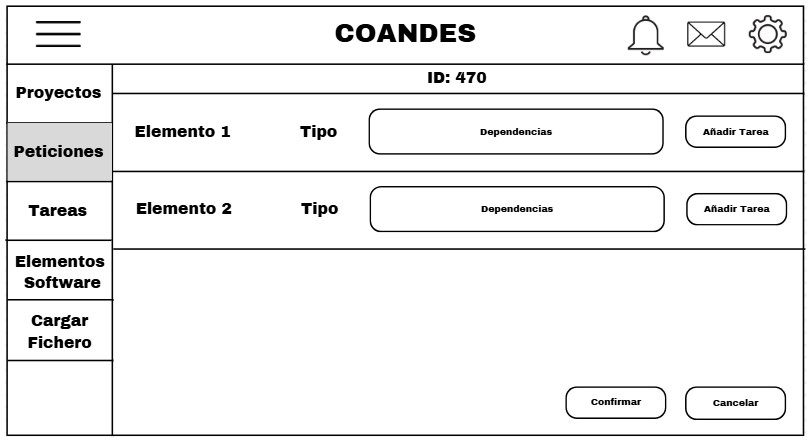 COANDES
ID: 470
Proyectos
Peticiones
Tareas
Elementos
Software
Cargar
Fichero
Elemento 1 Tipo Dependencias Añadir Tarea
Elemento 2 Tipo Dependencias Añadir Tarea
Confirmar Cancelar